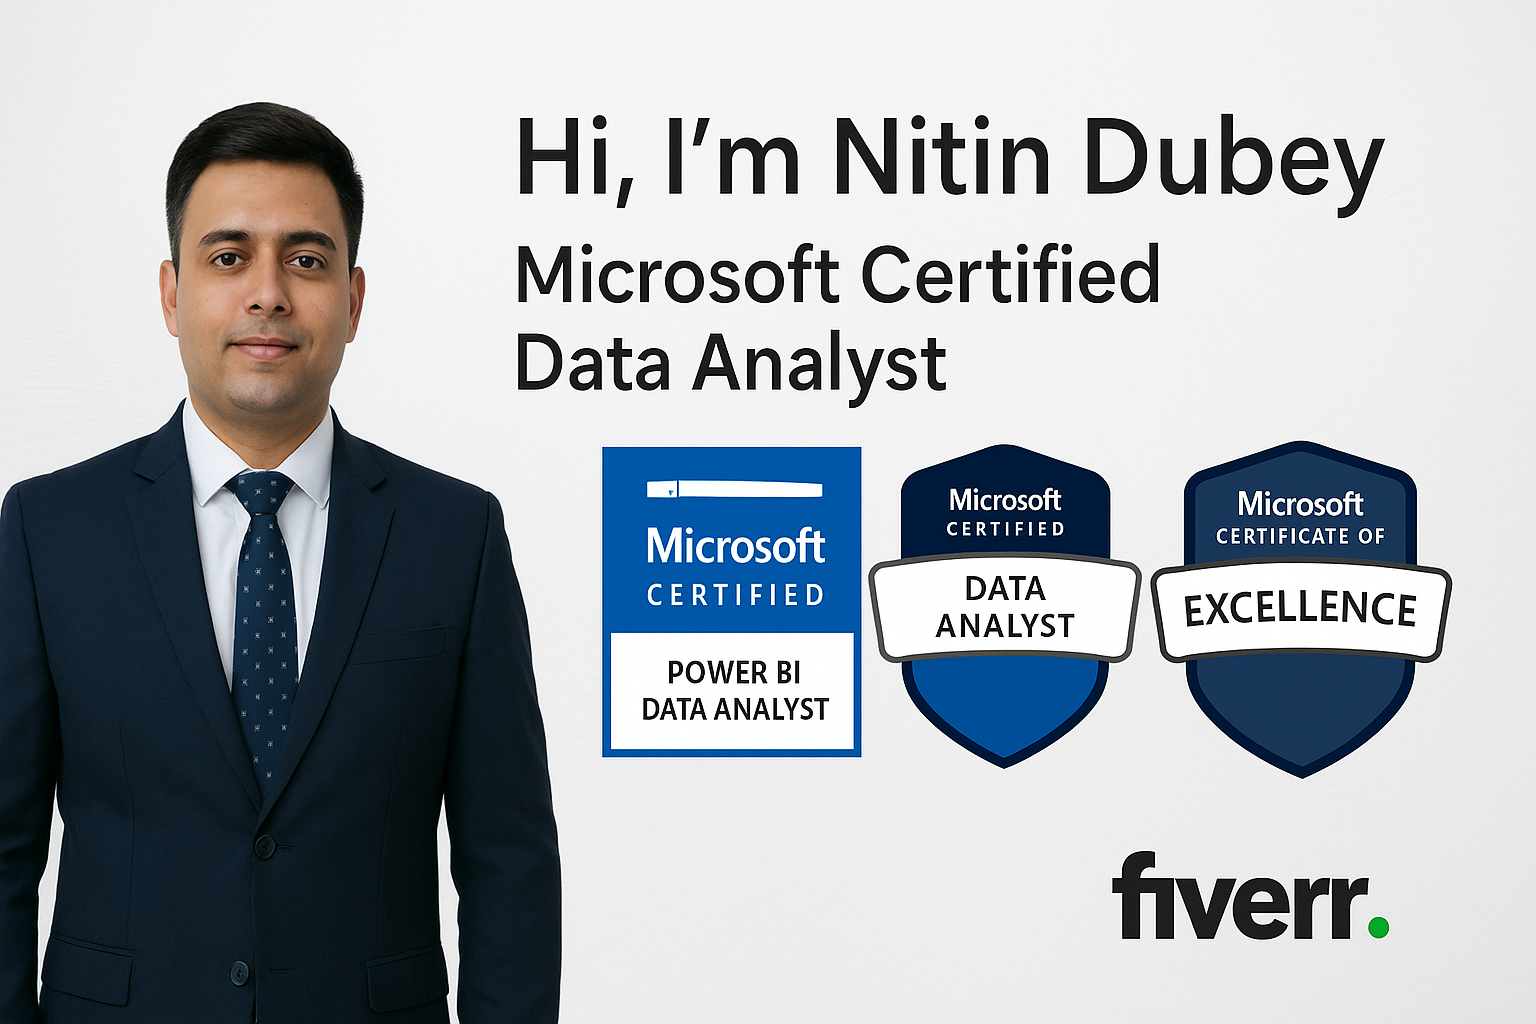 Hi, I’m Nitin Dubey
Microsoft Certified
Data Analyst
Microsoft
CERTIFIED
POWER BI
DATA ANALYST
Microsoft
CERTIFIED
DATA
ANALYST
Microsoft
CERTIFICATE OF
EXCELLENCE
fiverr.